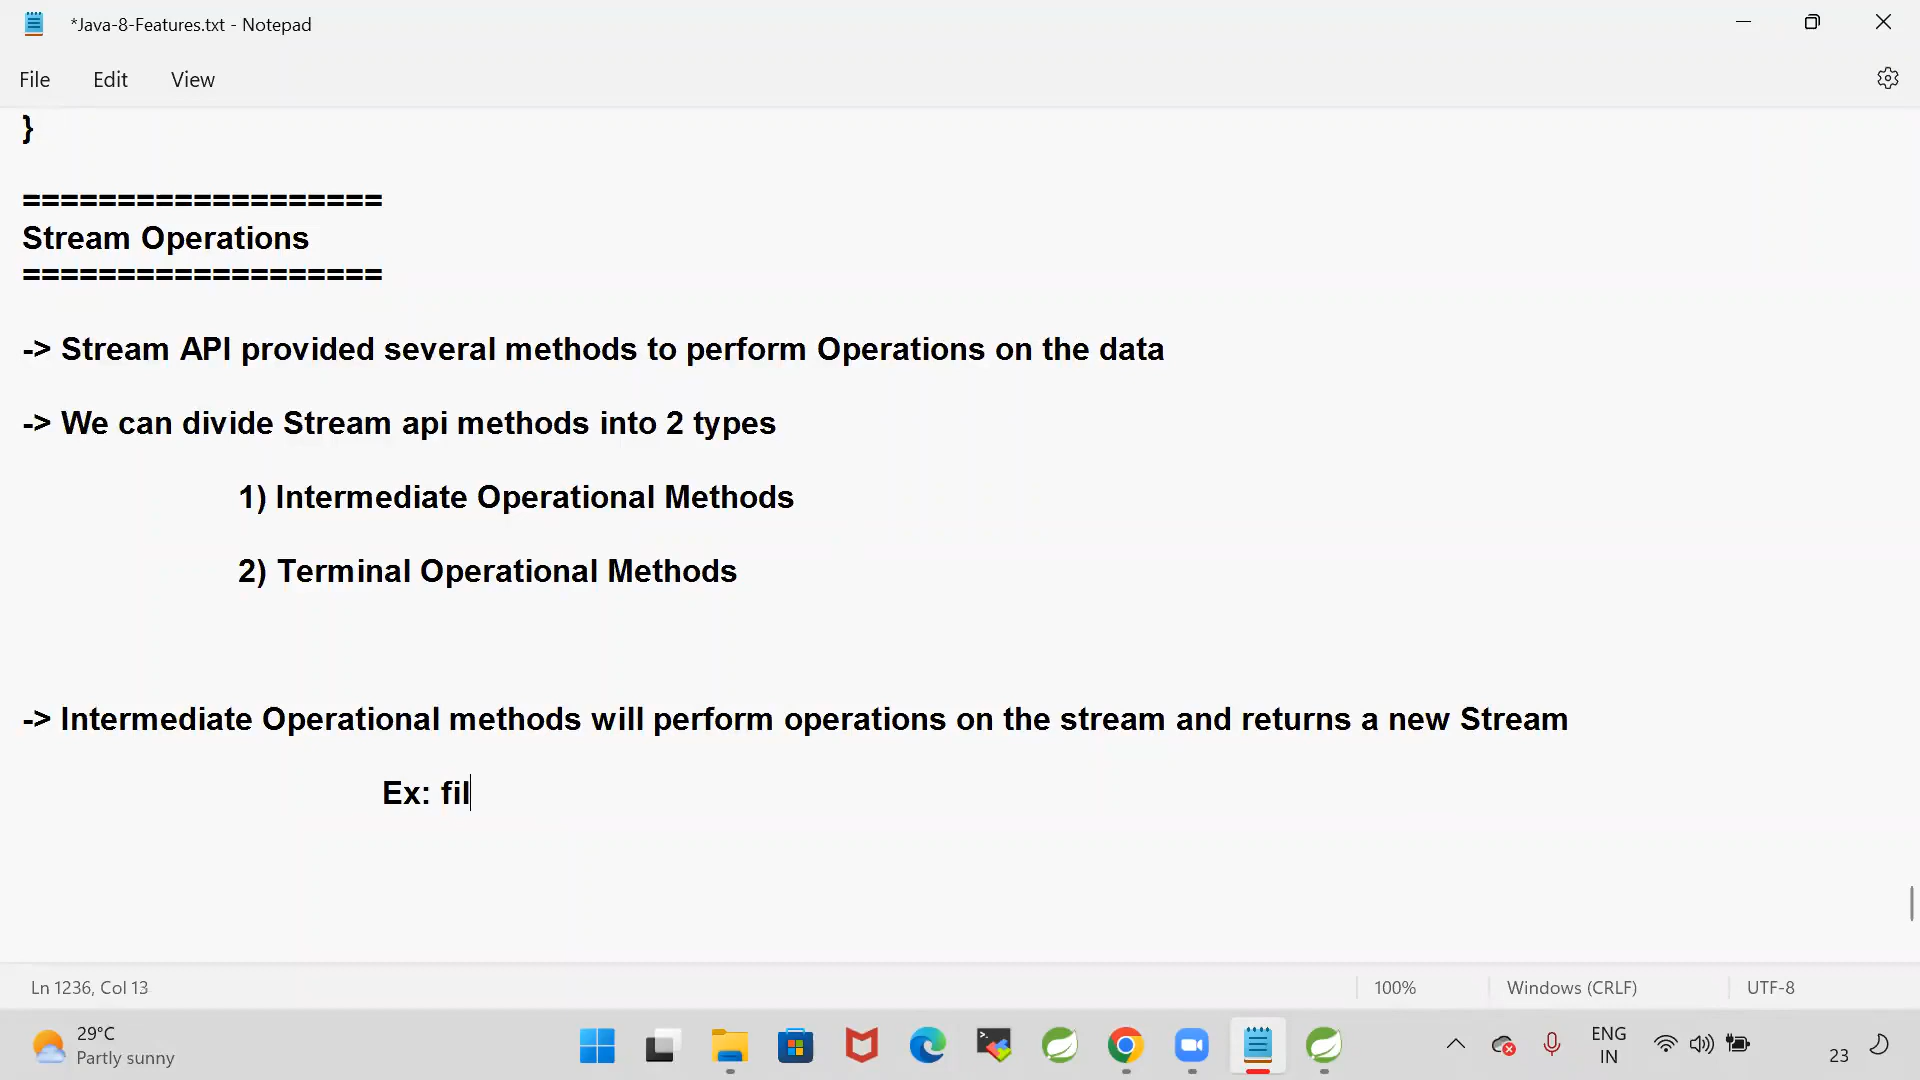 *Java-8-Features.txt - Notepad
File Edit View
}
===================
Stream Operations
===================
-> Stream API provided several methods to perform Operations on the data
-> We can divide Stream api methods into 2 types
1) Intermediate Operational Methods
2) Terminal Operational Methods
-> Intermediate Operational methods will perform operations on the stream and returns a new Stream
Ex: fil
Ln 1236, Col 13 100% Windows (CRLF) UTF-8
29°C
Partly sunny
ENG
IN
23